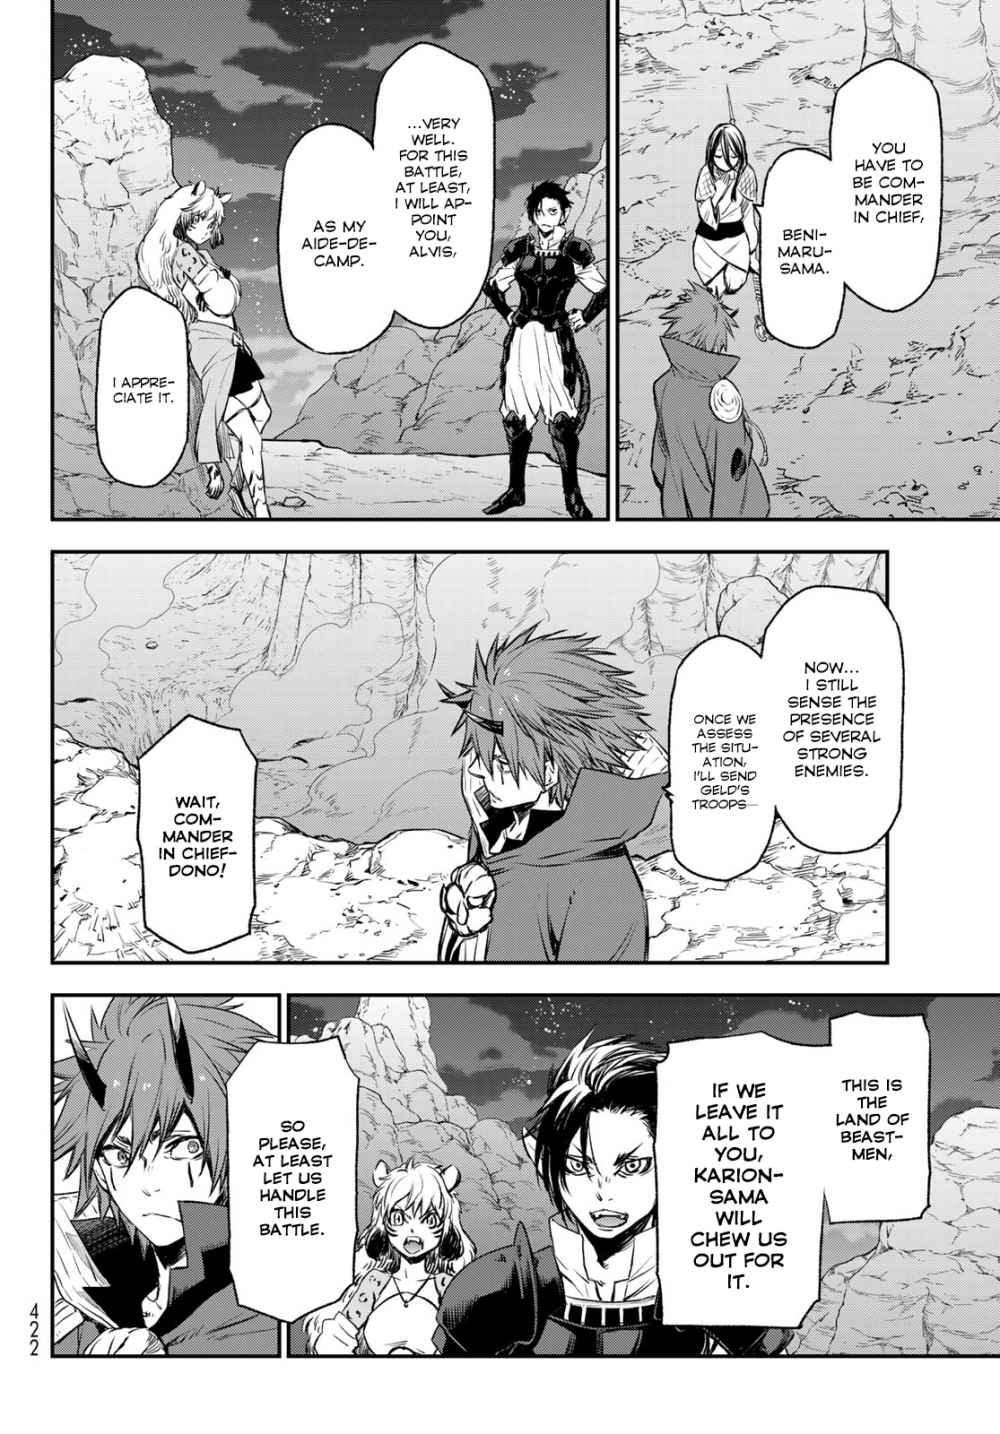 YOU
HAVE TO
BE COM-
MANDER
IN CHIEF,
BENI-
MARU-
SAMA.
...VERY
WELL.
FOR THIS
BATTLE,
AT LEAST,
I WILL AP-
POINT
YOU,
ALVIS,
AS MY
AIDE-DE-
CAMP.
I APPRE-
CIATE IT.
NOW...
I STILL
SENSE THE
PRESENCE
OF SEVERAL
STRONG
ENEMIES.
ONCE WE
ASSESS
THE SITU-
ATION,
I'LL SEND
GELD'S
TROOPS—
WAIT,
COM-
MANDER
IN CHIEF-
DONO!
THIS IS
THE
LAND OF
BEAST-
MEN,
IF WE
LEAVE IT
ALL TO
YOU,
KARION-
SAMA
WILL
CHEW US
OUT FOR
IT.
SO
PLEASE,
AT LEAST
LET US
HANDLE
THIS
BATTLE.
422